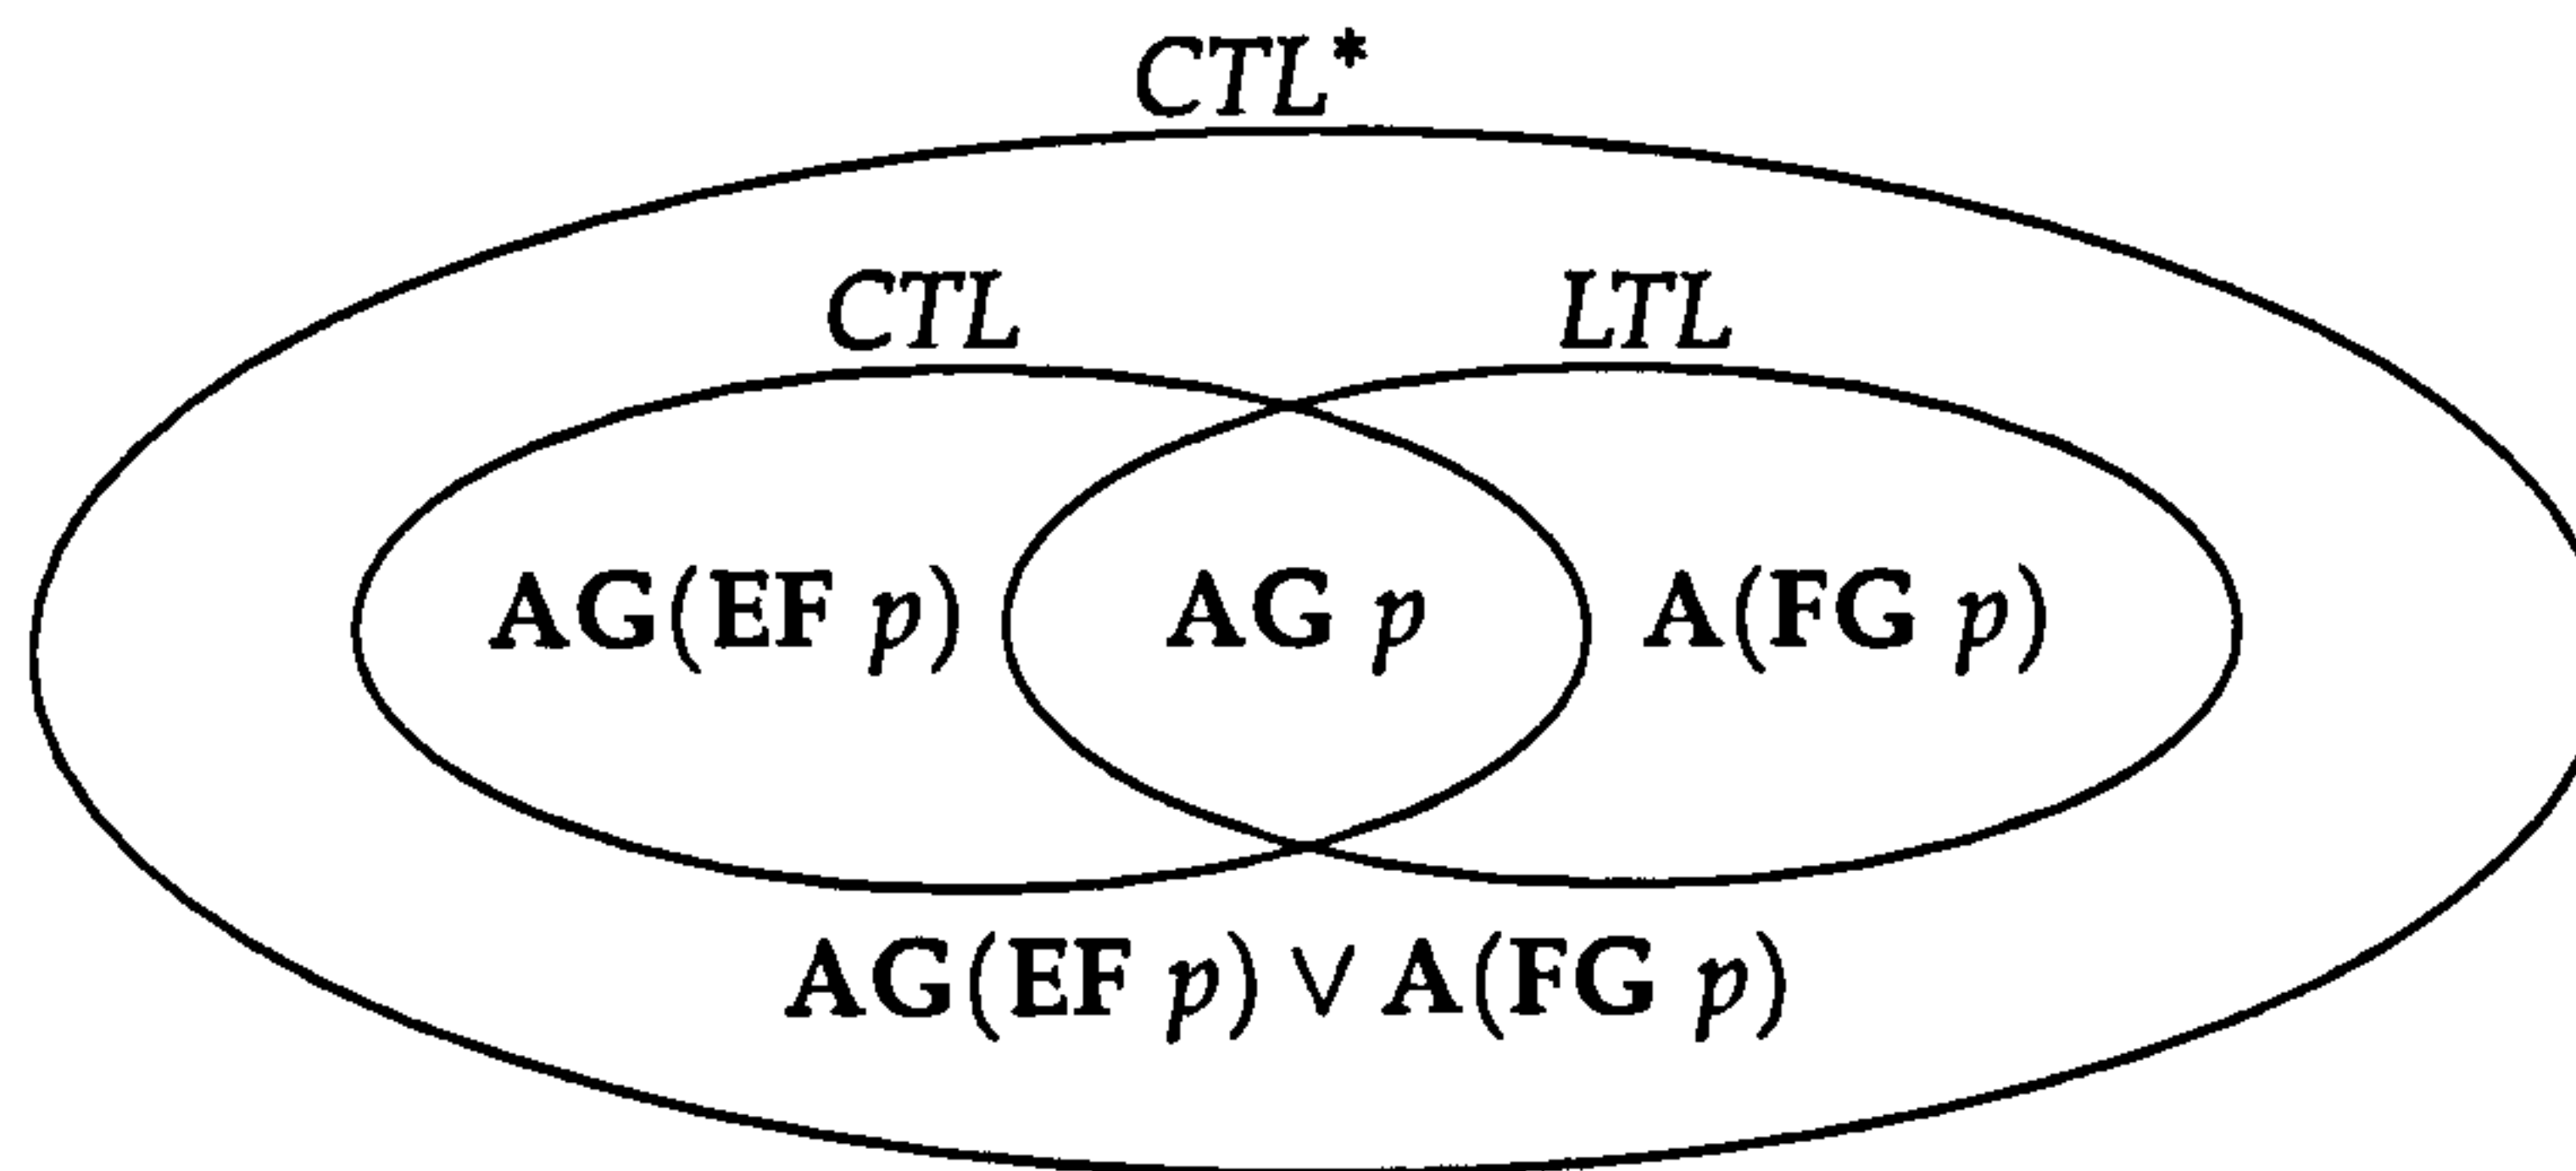 CTL*
CTL LTL
AG(EF p) AG p A(FG p)
AG(EF p) ∨ A(FG p)